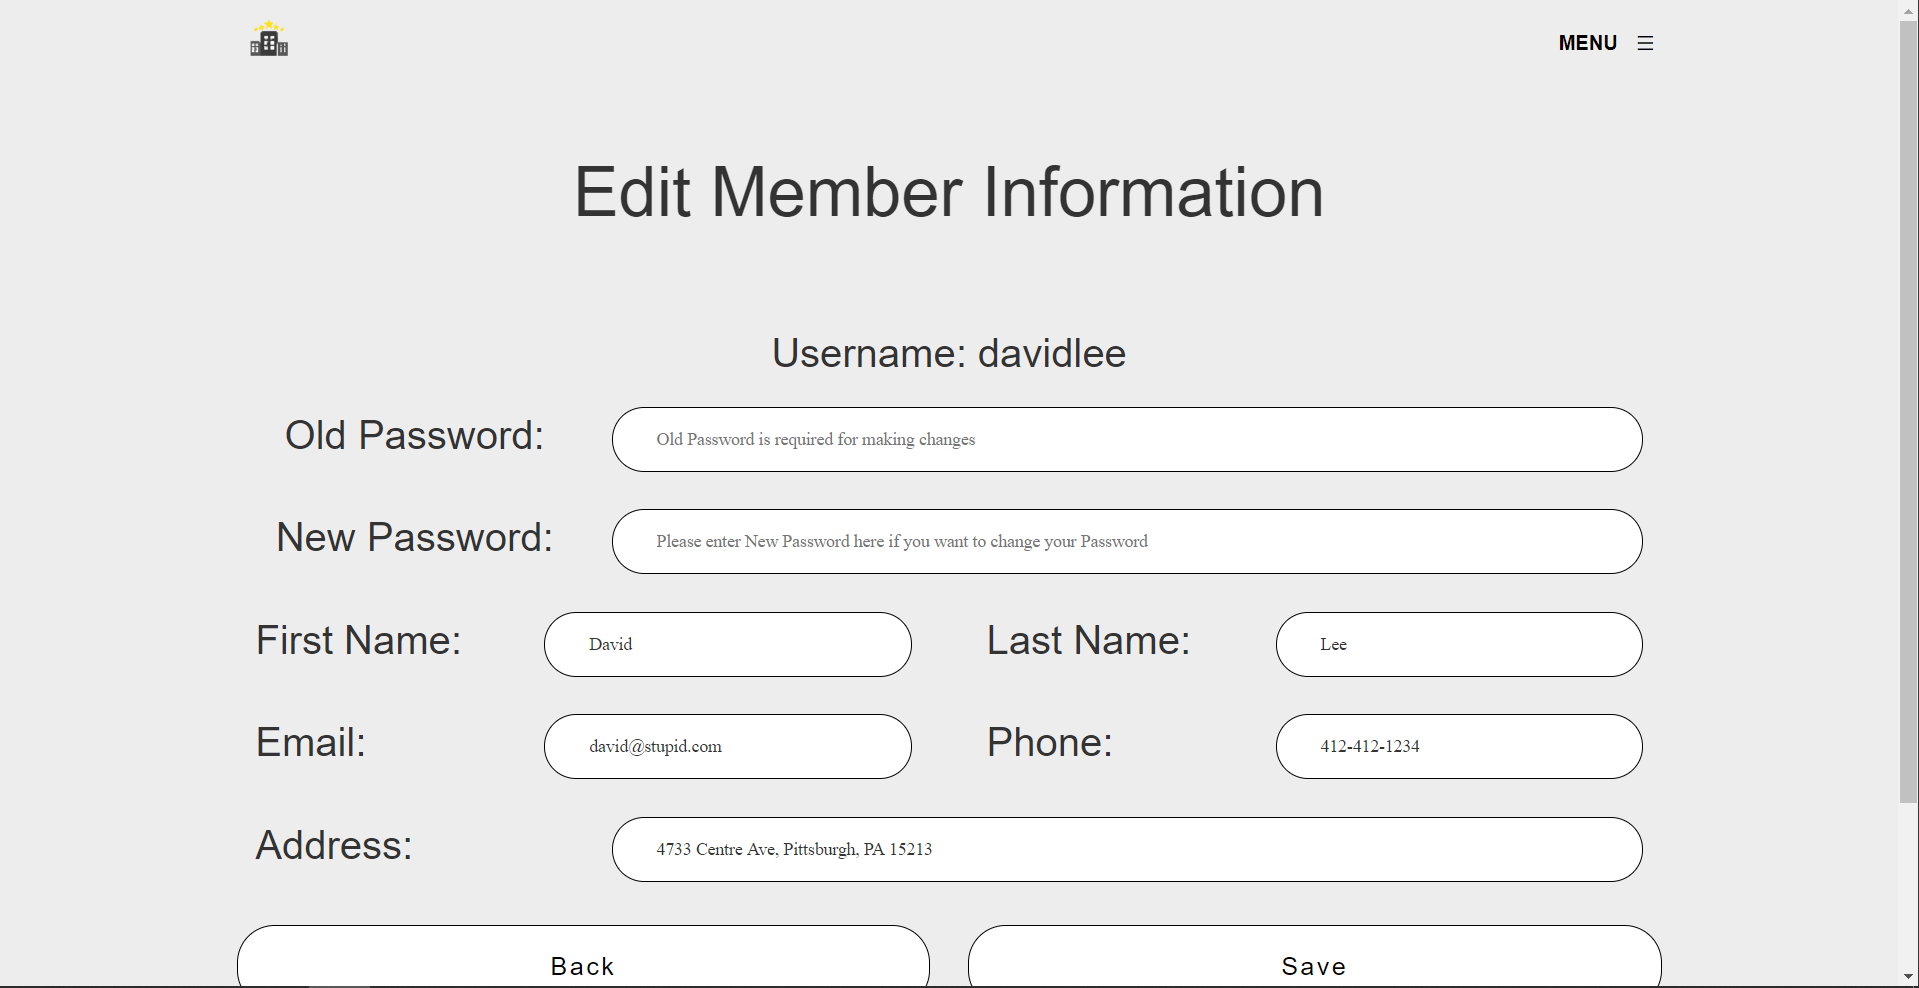 MENU
Edit Member Information
Username: davidlee
Old Password: Old Password is required for making changes
New Password: Please enter New Password here if you want to change your Password
First Name: David Last Name: Lee
Email: david@stupid.com Phone: 412-412-1234
Address: 4733 Centre Ave, Pittsburgh, PA 15213
Back Save